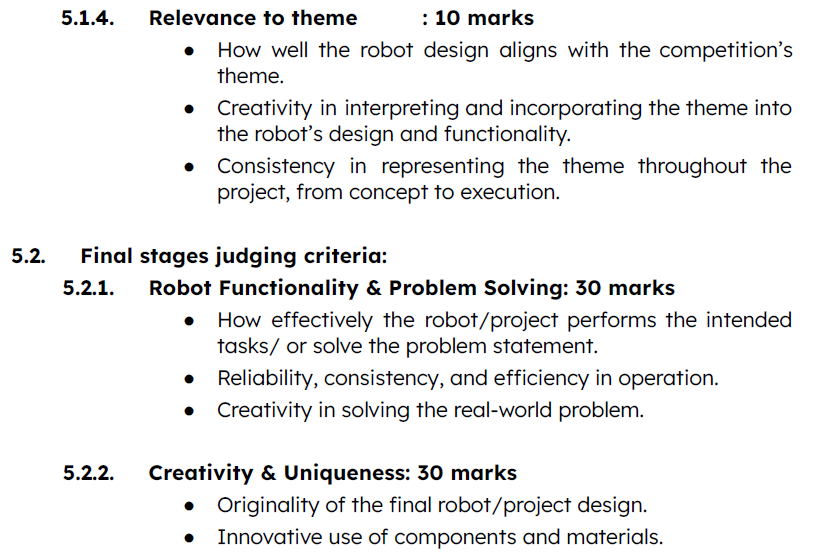 5.1.4. Relevance to theme : 10 marks
● How well the robot design aligns with the competition’s
theme.
● Creativity in interpreting and incorporating the theme into
the robot’s design and functionality.
● Consistency in representing the theme throughout the
project, from concept to execution.
5.2. Final stages judging criteria:
5.2.1. Robot Functionality & Problem Solving: 30 marks
● How effectively the robot/project performs the intended
tasks/ or solve the problem statement.
● Reliability, consistency, and efficiency in operation.
● Creativity in solving the real-world problem.
5.2.2. Creativity & Uniqueness: 30 marks
● Originality of the final robot/project design.
● Innovative use of components and materials.